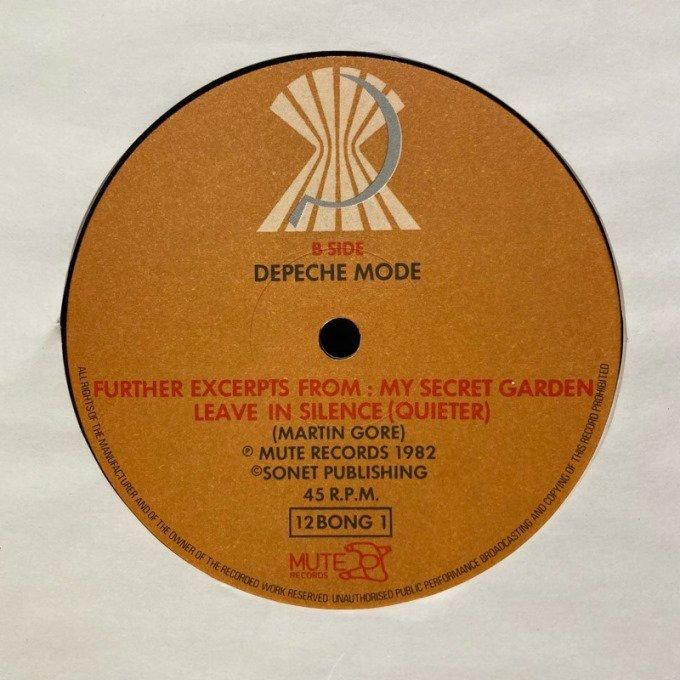 B SIDE
DEPECHE MODE
FURTHER EXCERPTS FROM : MY SECRET GARDEN
LEAVE IN SILENCE (QUIETER)
(MARTIN GORE)
℗ MUTE RECORDS 1982
©SONET PUBLISHING
45 R.P.M.
12 BONG 1
MUTE
RECORDS
ALL RIGHTS OF THE MANUFACTURER AND OF THE OWNER OF THE RECORDED WORK RESERVED UNAUTHORISED PUBLIC PERFORMANCE BROADCASTING AND COPYING OF THIS RECORD PROHIBITED